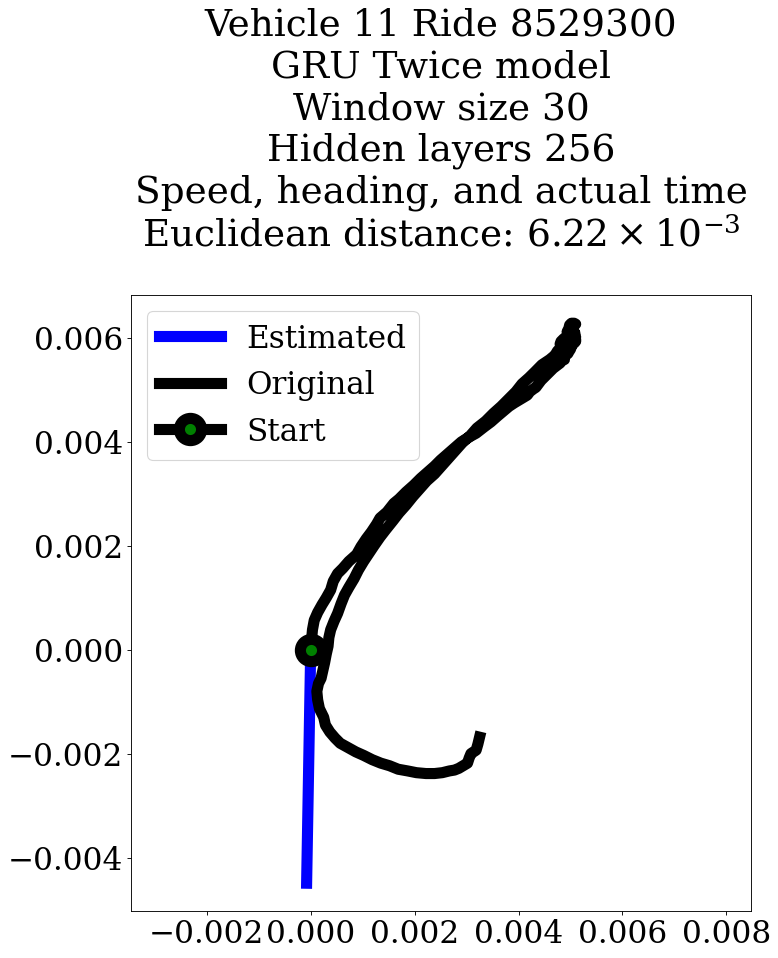 Vehicle 11 Ride 8529300
GRU Twice model
Window size 30
Hidden layers 256
Speed, heading, and actual time
Euclidean distance: 6.22 × 10⁻³
Estimated
Original
Start
0.006
0.004
0.002
0.000
−0.002
−0.004
−0.002 0.000 0.002 0.004 0.006 0.008